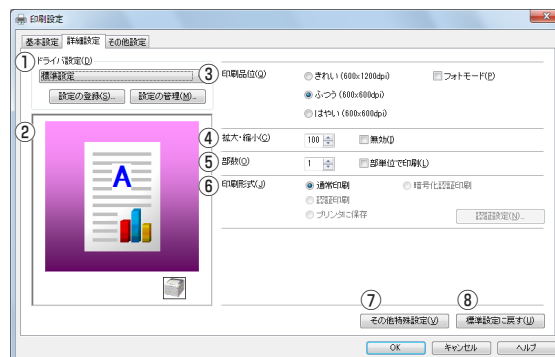 印刷設定
基本設定 詳細設定 その他設定
① ドライバ設定(D)
標準設定
設定の登録(S)... 設定の管理(M)...
②
A
③ 印刷品位(Q) きれい (600x1200dpi) フォトモード(P)
ふつう (600x600dpi)
はやい (600x600dpi)
④ 拡大・縮小(C) 100 無効(I)
⑤ 部数(O) 1 部単位で印刷(L)
⑥ 印刷形式(J) 通常印刷 暗号化認証印刷
認証印刷
プリンタに保存 認証設定(N)...
⑦ ⑧
その他特殊設定(V) 標準設定に戻す(U)
OK キャンセル ヘルプ